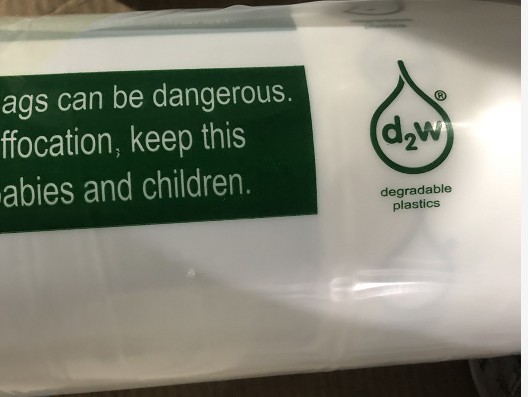 ags can be dangerous.
ffocation, keep this
abies and children.
d2w®
degradable
plastics